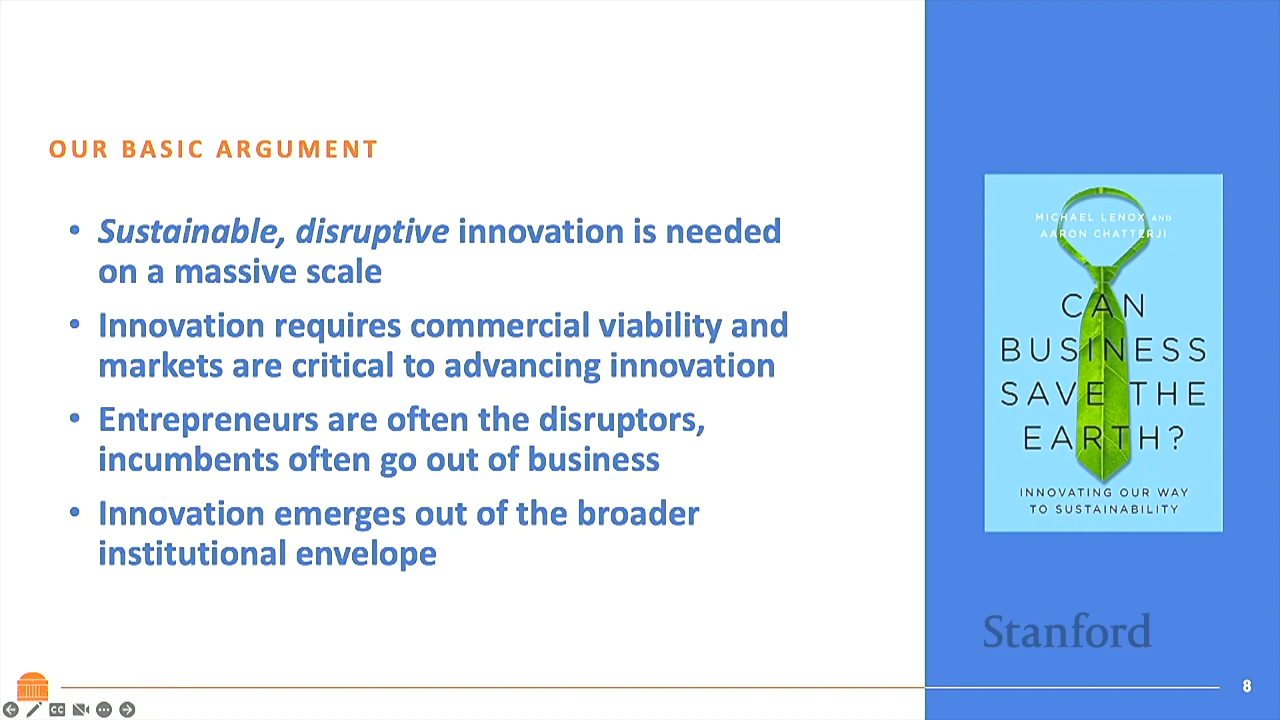 OUR BASIC ARGUMENT
• Sustainable, disruptive innovation is needed
on a massive scale
• Innovation requires commercial viability and
markets are critical to advancing innovation
• Entrepreneurs are often the disruptors,
incumbents often go out of business
• Innovation emerges out of the broader
institutional envelope
MICHAEL LENOX AND
AARON CHATTERJI
CAN
BUSINESS
SAVE THE
EARTH?
INNOVATING OUR WAY
TO SUSTAINABILITY
Stanford
8
CC